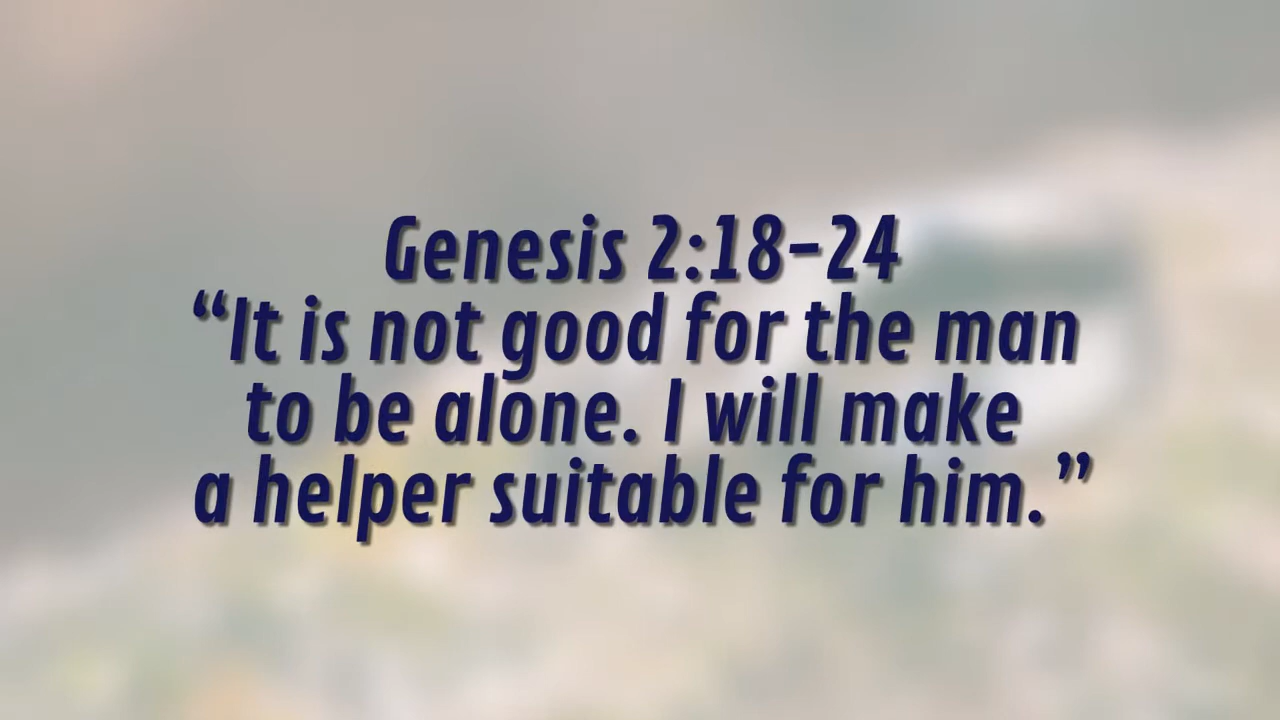 Genesis 2:18-24
“It is not good for the man
to be alone. I will make
a helper suitable for him.”